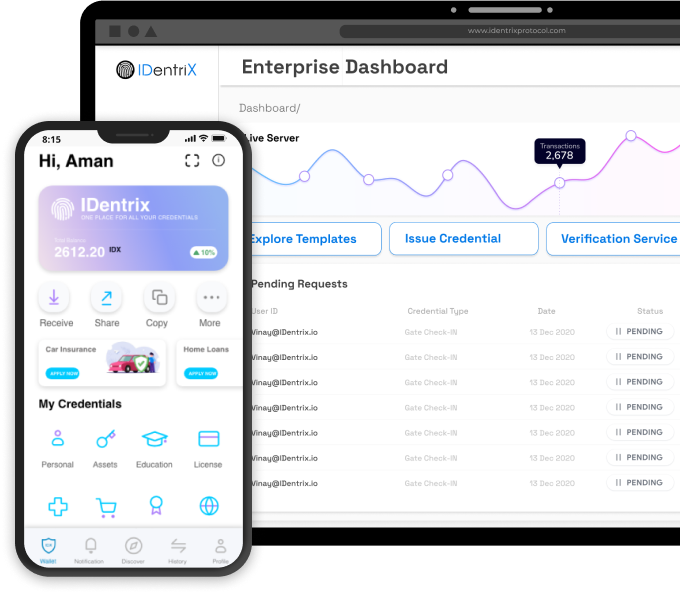 www.identrixprotocol.com
IDentriX
Enterprise Dashboard
Dashboard/
Live Server
Transactions
2,678
Explore Templates
Issue Credential
Verification Service
Pending Requests
User ID Credential Type Date Status
Vinay@IDentrix.io Gate Check-IN 13 Dec 2020 PENDING
Vinay@IDentrix.io Gate Check-IN 13 Dec 2020 PENDING
Vinay@IDentrix.io Gate Check-IN 13 Dec 2020 PENDING
Vinay@IDentrix.io Gate Check-IN 13 Dec 2020 PENDING
Vinay@IDentrix.io Gate Check-IN 13 Dec 2020 PENDING
Vinay@IDentrix.io Gate Check-IN 13 Dec 2020 PENDING
Vinay@IDentrix.io Gate Check-IN 13 Dec 2020 PENDING
8:15
Hi, Aman
IDentrix
ONE PLACE FOR ALL YOUR CREDENTIALS
Total Balance
2612.20 IDX
10%
Receive Share Copy More
Car Insurance
APPLY NOW
Home Loans
APPLY NOW
My Credentials
Personal Assets Education License
Wallet Notification Discover History Profile